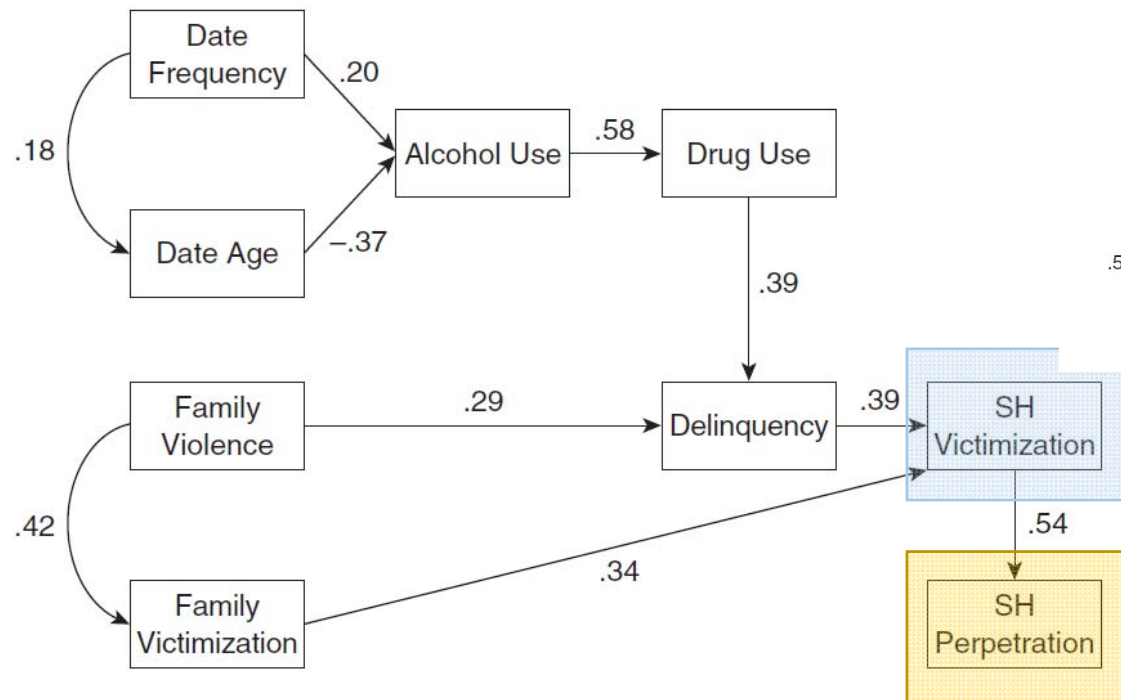 Date
Frequency
.20
.18
Alcohol Use
.58
Drug Use
Date Age
–.37
.39
.5
Family
Violence
.29
Delinquency
.39
SH
Victimization
.42
.54
.34
Family
Victimization
SH
Perpetration